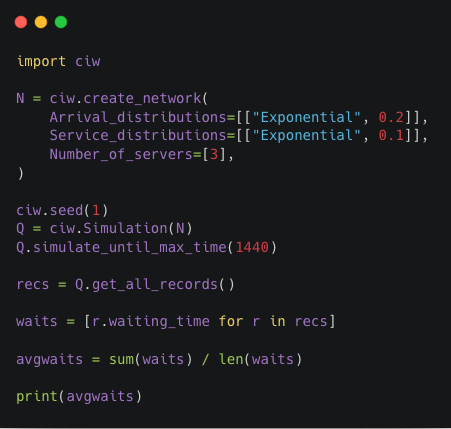 import ciw

N = ciw.create_network(
    Arrival_distributions=[["Exponential", 0.2]],
    Service_distributions=[["Exponential", 0.1]],
    Number_of_servers=[3],
)

ciw.seed(1)
Q = ciw.Simulation(N)
Q.simulate_until_max_time(1440)

recs = Q.get_all_records()

waits = [r.waiting_time for r in recs]

avgwaits = sum(waits) / len(waits)

print(avgwaits)